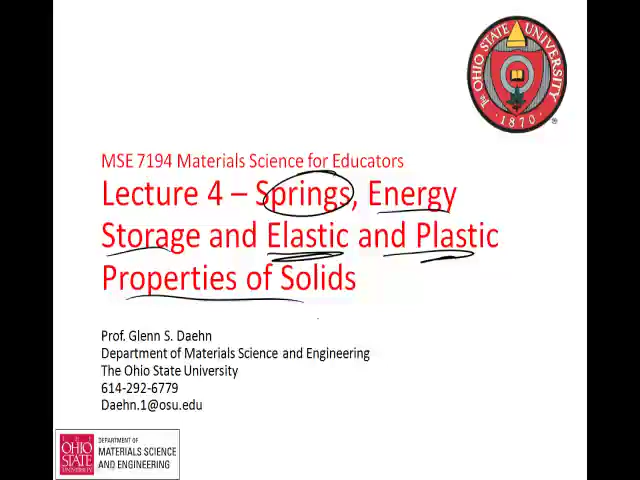 THE OHIO STATE UNIVERSITY
· 1870 ·
MSE 7194 Materials Science for Educators
Lecture 4 – Springs, Energy
Storage and Elastic and Plastic
Properties of Solids
Prof. Glenn S. Daehn
Department of Materials Science and Engineering
The Ohio State University
614-292-6779
Daehn.1@osu.edu
T · H · E
OHIO
STATE
UNIVERSITY
DEPARTMENT OF
MATERIALS SCIENCE
AND ENGINEERING